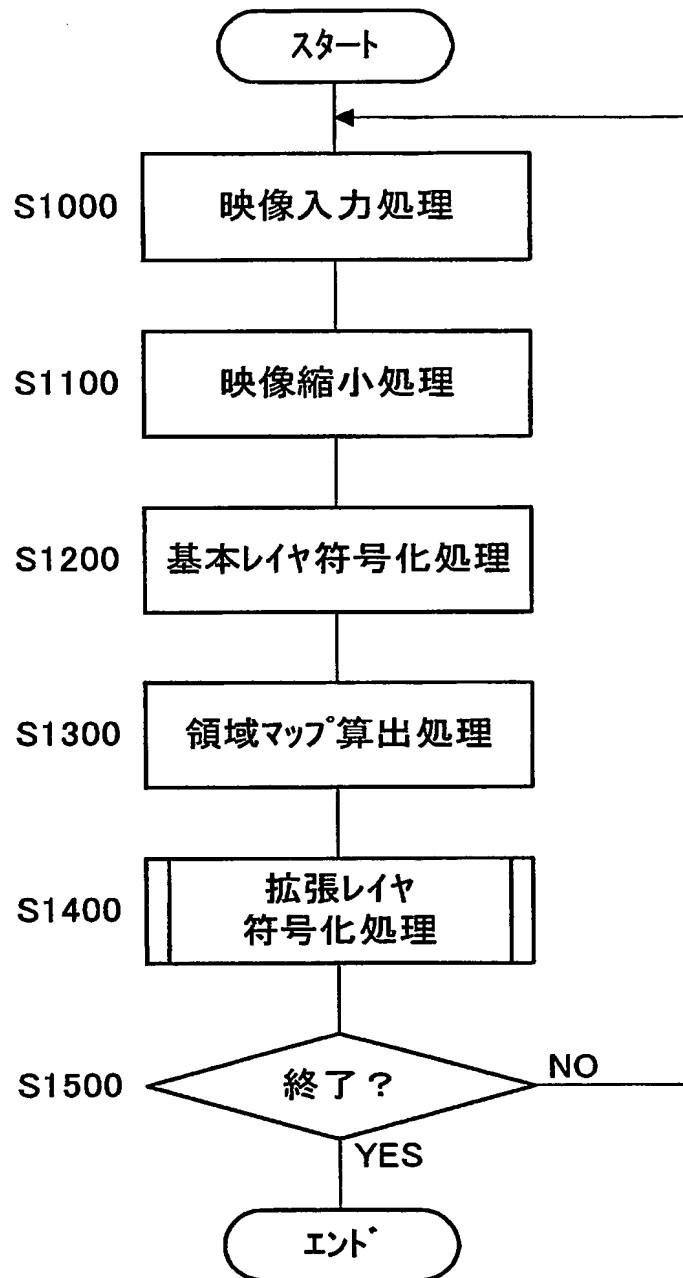 スタート
S1000
映像入力処理
S1100
映像縮小処理
S1200
基本レイヤ符号化処理
S1300
領域マップ算出処理
S1400
拡張レイヤ
符号化処理
S1500
終了？
NO
YES
エンド